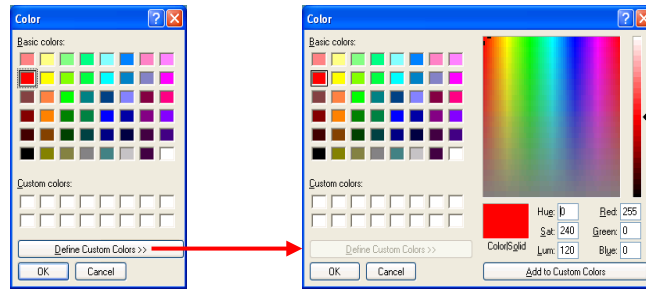 Color
Basic colors:
Custom colors:
Define Custom Colors >>
OK Cancel
Color
Basic colors:
Custom colors:
Define Custom Colors >>
OK Cancel
Color|Solid
Hue: 0 Red: 255
Sat: 240 Green: 0
Lum: 120 Blue: 0
Add to Custom Colors